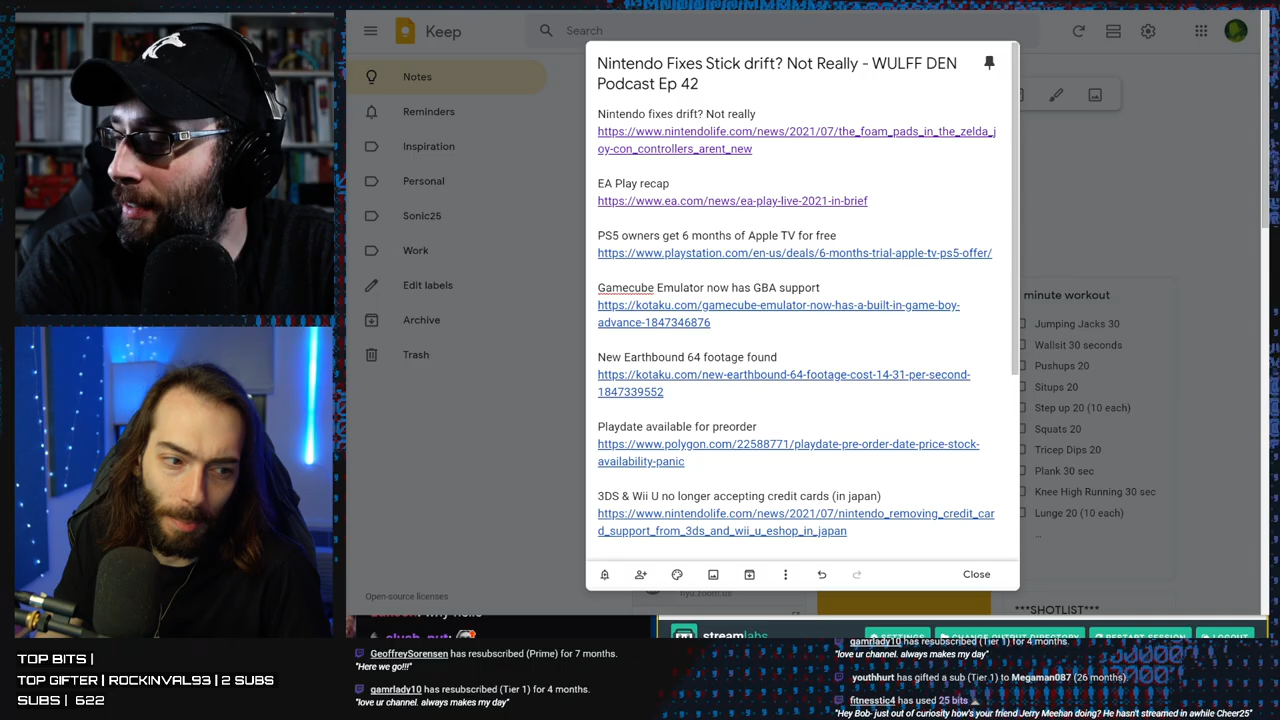 Keep
Search
Notes
Reminders
Inspiration
Personal
Sonic25
Work
Edit labels
Archive
Trash
Open-source licenses
Nintendo Fixes Stick drift? Not Really - WULFF DEN
Podcast Ep 42
Nintendo fixes drift? Not really
https://www.nintendolife.com/news/2021/07/the_foam_pads_in_the_zelda_j
oy-con_controllers_arent_new
EA Play recap
https://www.ea.com/news/ea-play-live-2021-in-brief
PS5 owners get 6 months of Apple TV for free
https://www.playstation.com/en-us/deals/6-months-trial-apple-tv-ps5-offer/
Gamecube Emulator now has GBA support
https://kotaku.com/gamecube-emulator-now-has-a-built-in-game-boy-
advance-1847346876
New Earthbound 64 footage found
https://kotaku.com/new-earthbound-64-footage-cost-14-31-per-second-
1847339552
Playdate available for preorder
https://www.polygon.com/22588771/playdate-pre-order-date-price-stock-
availability-panic
3DS & Wii U no longer accepting credit cards (in japan)
https://www.nintendolife.com/news/2021/07/nintendo_removing_credit_car
d_support_from_3ds_and_wii_u_eshop_in_japan
Close
minute workout
Jumping Jacks 30
Wallsit 30 seconds
Pushups 20
Situps 20
Step up 20 (10 each)
Squats 20
Tricep Dips 20
Plank 30 sec
Knee High Running 30 sec
Lunge 20 (10 each)
...
***SHOTLIST***
streamlabs
SETTINGS
CHANGE OUTPUT DIRECTORY
RESTART SESSION
LOGOUT
TOP BITS |
TOP GIFTER | ROCKINVAL93 | 2 SUBS
SUBS | 622
GeoffreySorensen has resubscribed (Prime) for 7 months.
"Here we go!!!"
gamrlady10 has resubscribed (Tier 1) for 4 months.
"love ur channel. always makes my day"
gamrlady10 has resubscribed (Tier 1) for 4 months.
"love ur channel. always makes my day"
youthhurt has gifted a sub (Tier 1) to Megaman087 (26 months).
fitnesstic4 has used 25 bits
"Hey Bob- just out of curiosity how's your friend Jerry Meehan doing? He hasn't streamed in awhile Cheer25"